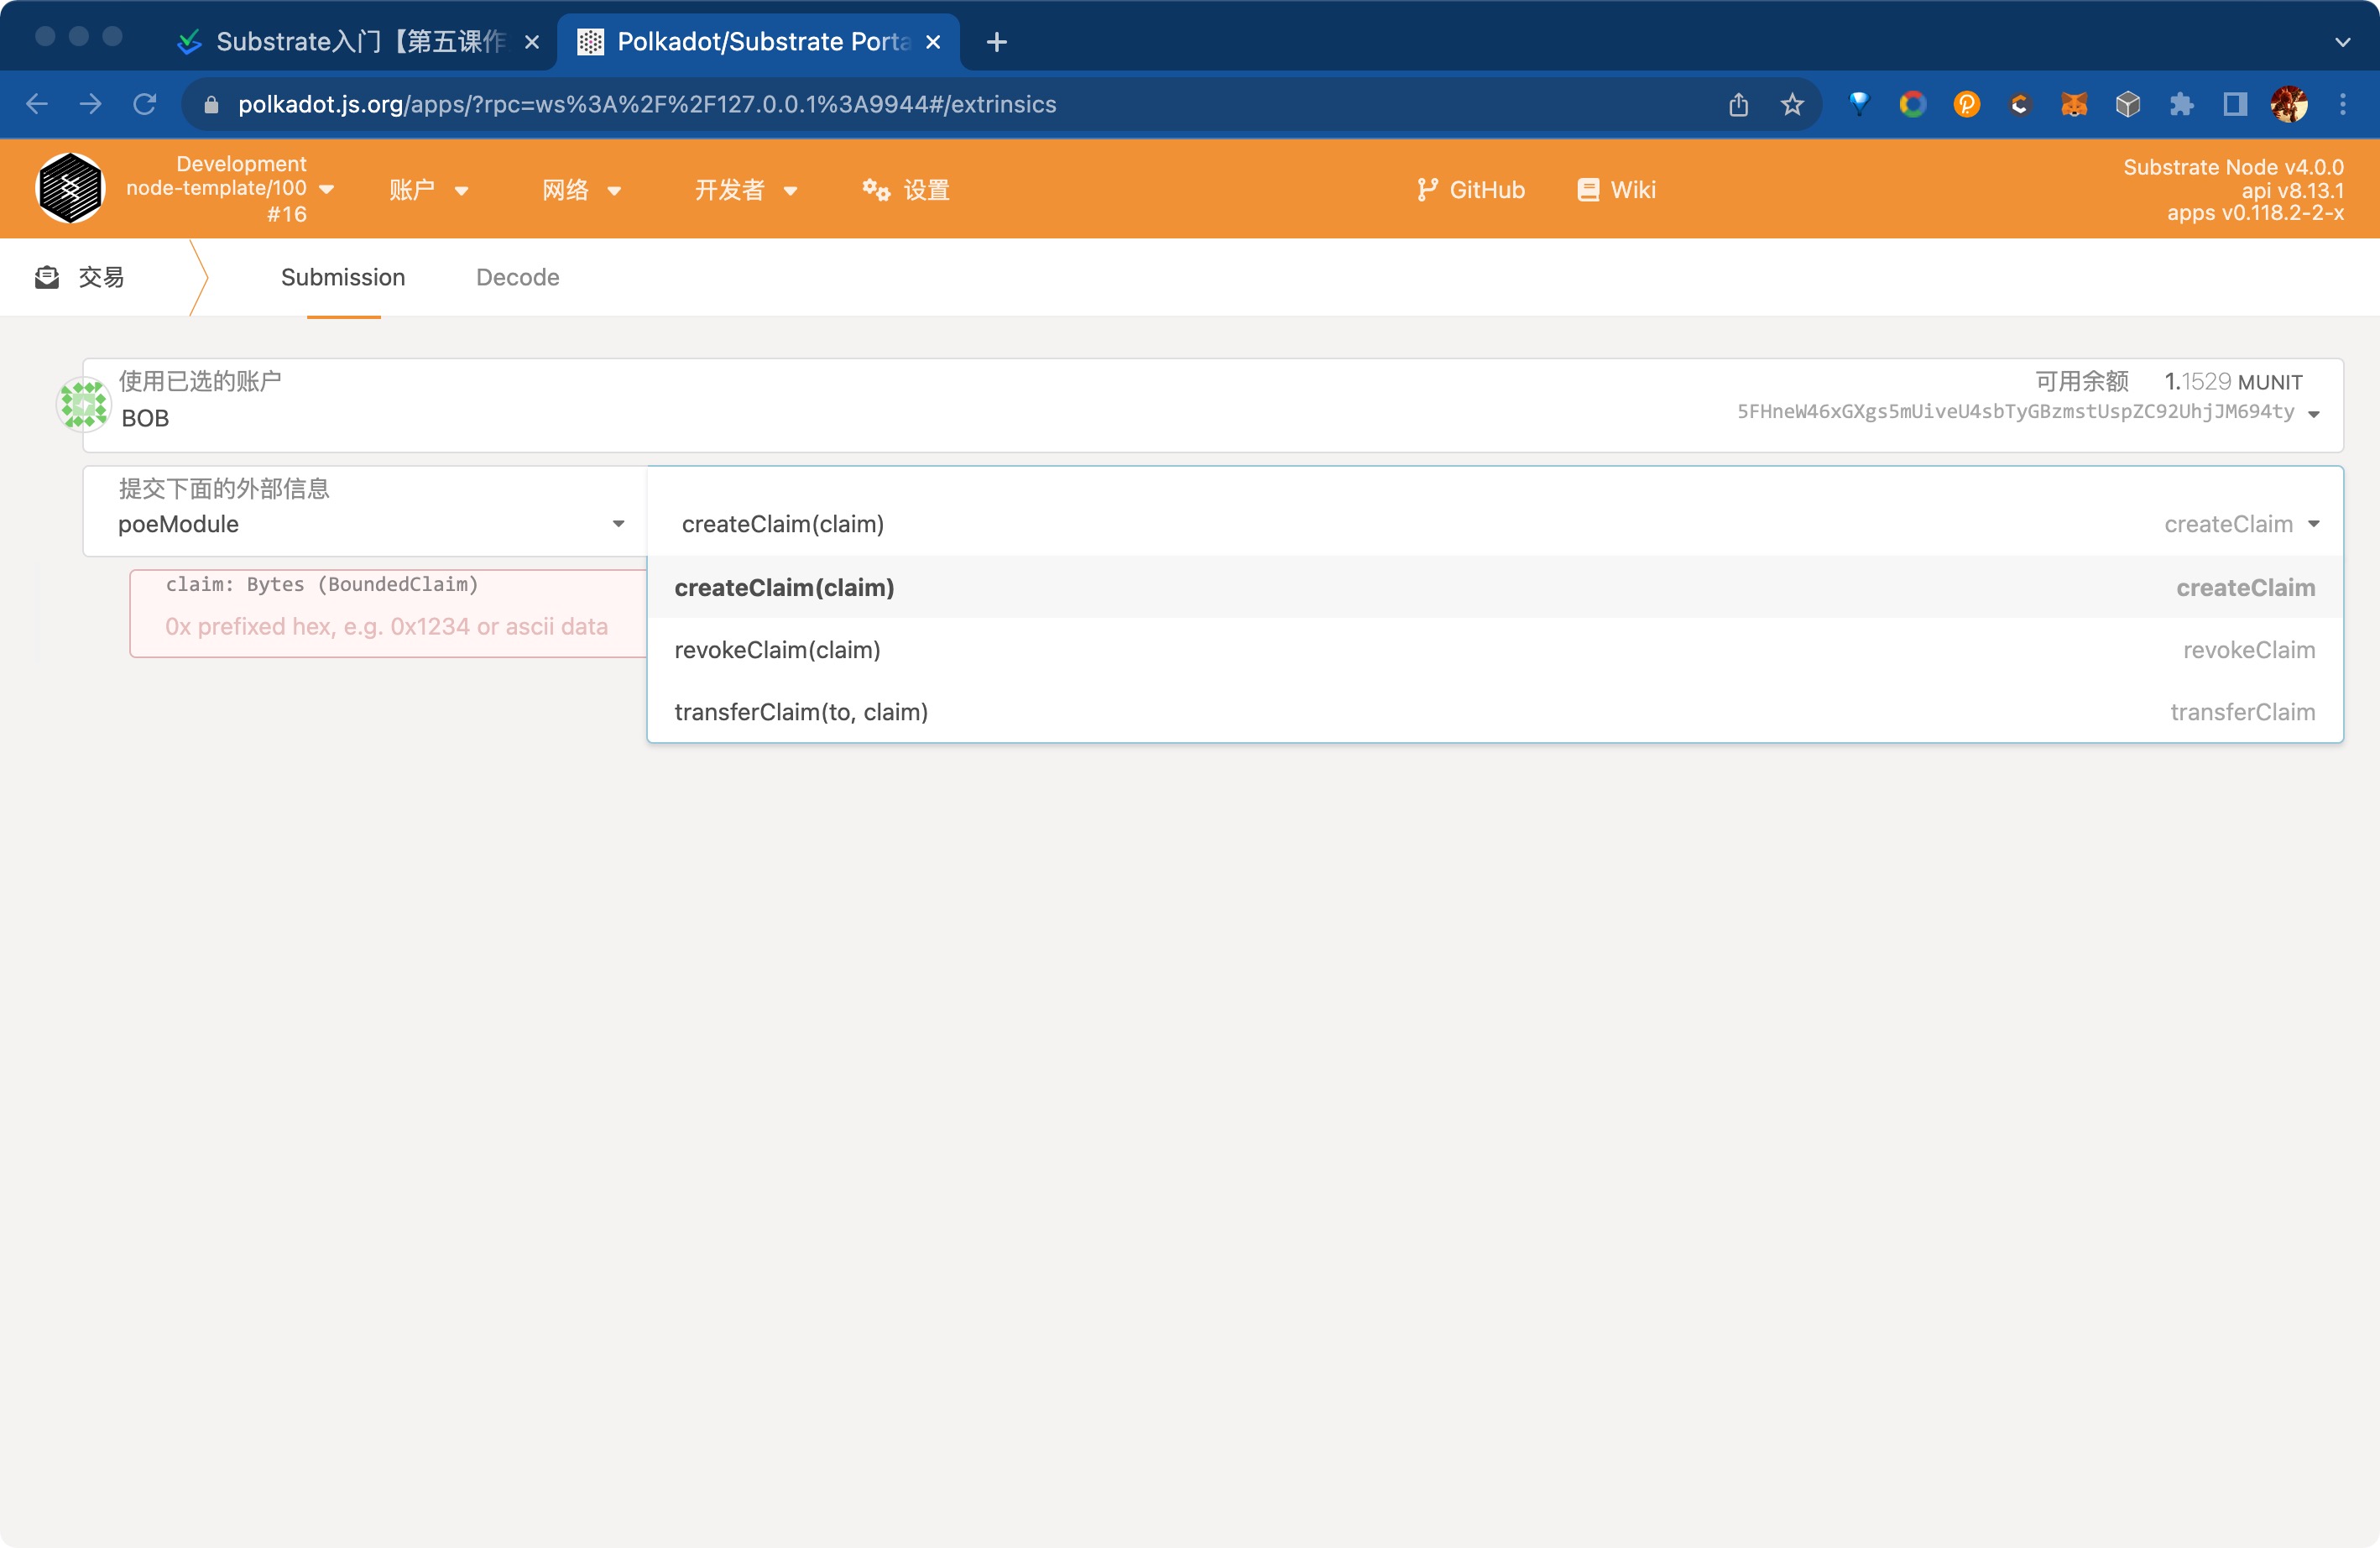 Substrate入门【第五课作
Polkadot/Substrate Porta
polkadot.js.org/apps/?rpc=ws%3A%2F%2F127.0.0.1%3A9944#/extrinsics
Development
node-template/100
#16
账户
网络
开发者
设置
GitHub
Wiki
Substrate Node v4.0.0
api v8.13.1
apps v0.118.2-2-x
交易
Submission
Decode
使用已选的账户
BOB
可用余额 1.1529 MUNIT
5FHneW46xGXgs5mUiveU4sbTyGBzmstUspZC92UhjJM694ty
提交下面的外部信息
poeModule
createClaim(claim) createClaim
claim: Bytes (BoundedClaim)
0x prefixed hex, e.g. 0x1234 or ascii data
createClaim(claim) createClaim
revokeClaim(claim) revokeClaim
transferClaim(to, claim) transferClaim